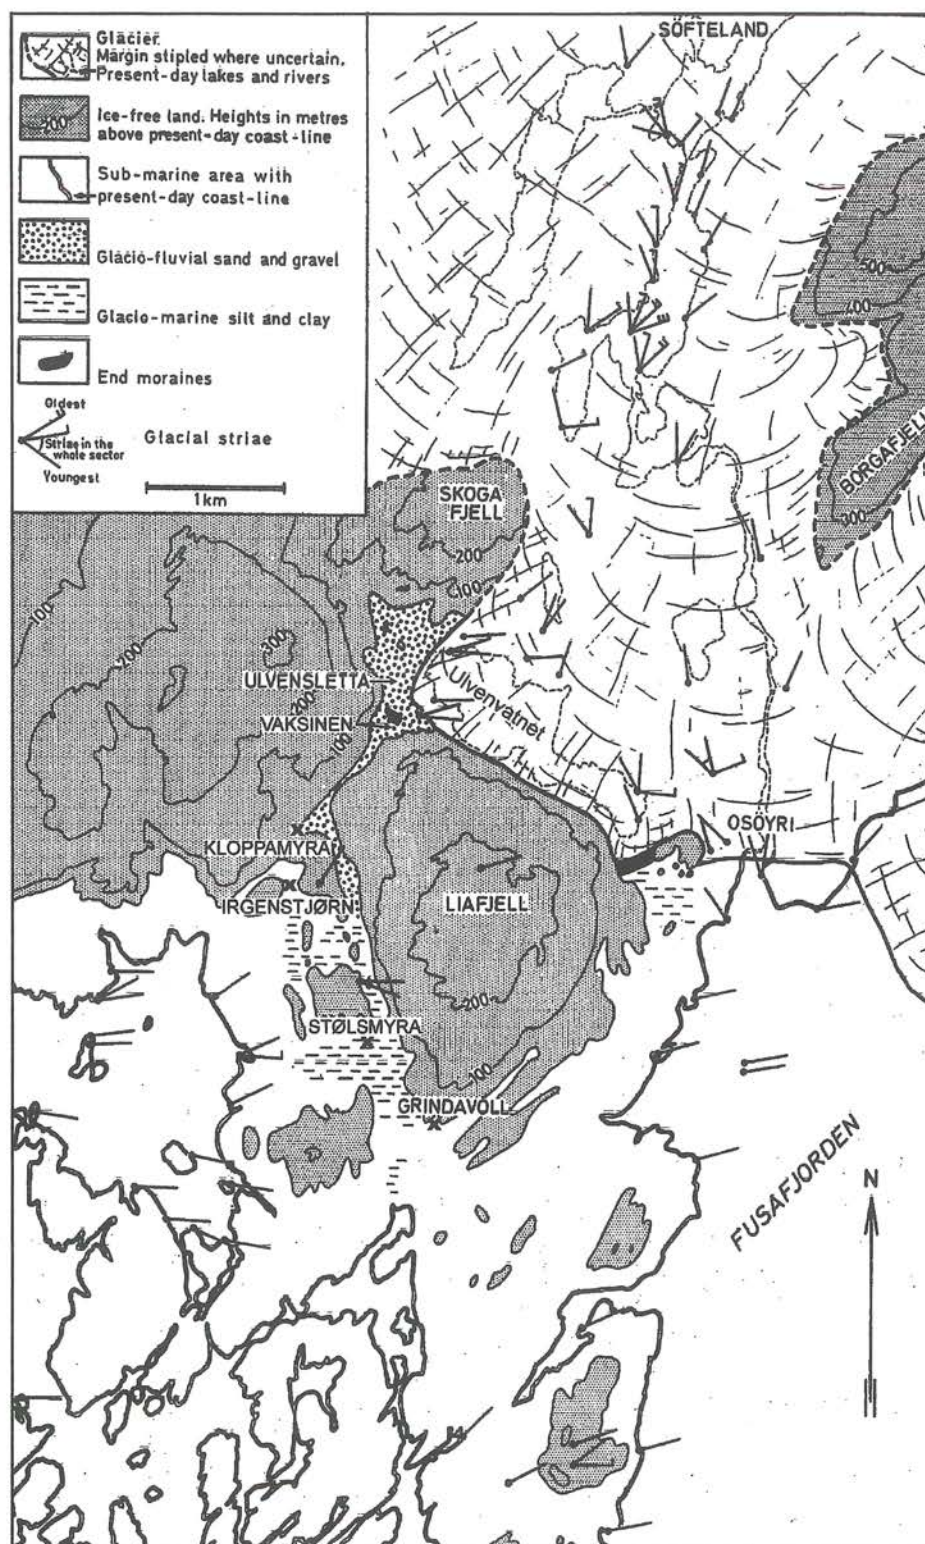 Glaciér.
Margin stipled where uncertain.
Present-day lakes and rivers
200
Ice-free land. Heights in metres
above present-day coast-line
Sub-marine area with
present-day coast-line
Glácio-fluvial sand and gravel
Glacio-marine silt and clay
End moraines
Oldest
Striae in the
whole sector
Youngest
Glacial striae
1km
SÖFTELAND
500
400
BORGAFJELL
300
SKOGA
FJELL
200
100
100
200
300
ULVENSLETTA
200
VAKSINEN
100
Ulvenvatnet
OSÖYRI
KLOPPAMYRA
IRGENSTJØRN
LIAFJELL
200
STØLSMYRA
100
GRINDAVOLL
FUSAFJORDEN
N